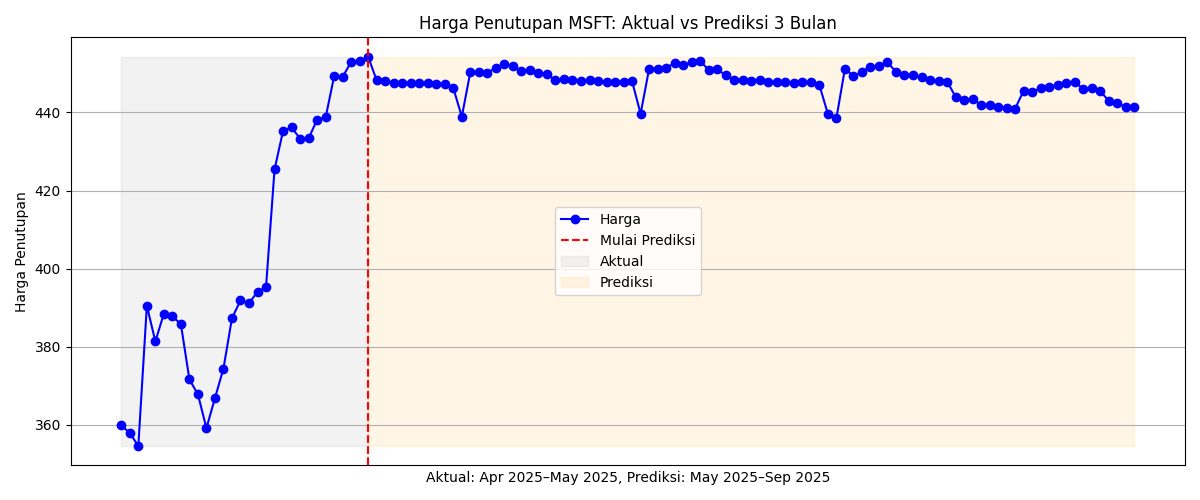 Harga Penutupan MSFT: Aktual vs Prediksi 3 Bulan
Harga Penutupan
440
420
400
380
360
Harga
Mulai Prediksi
Aktual
Prediksi
Aktual: Apr 2025–May 2025, Prediksi: May 2025–Sep 2025